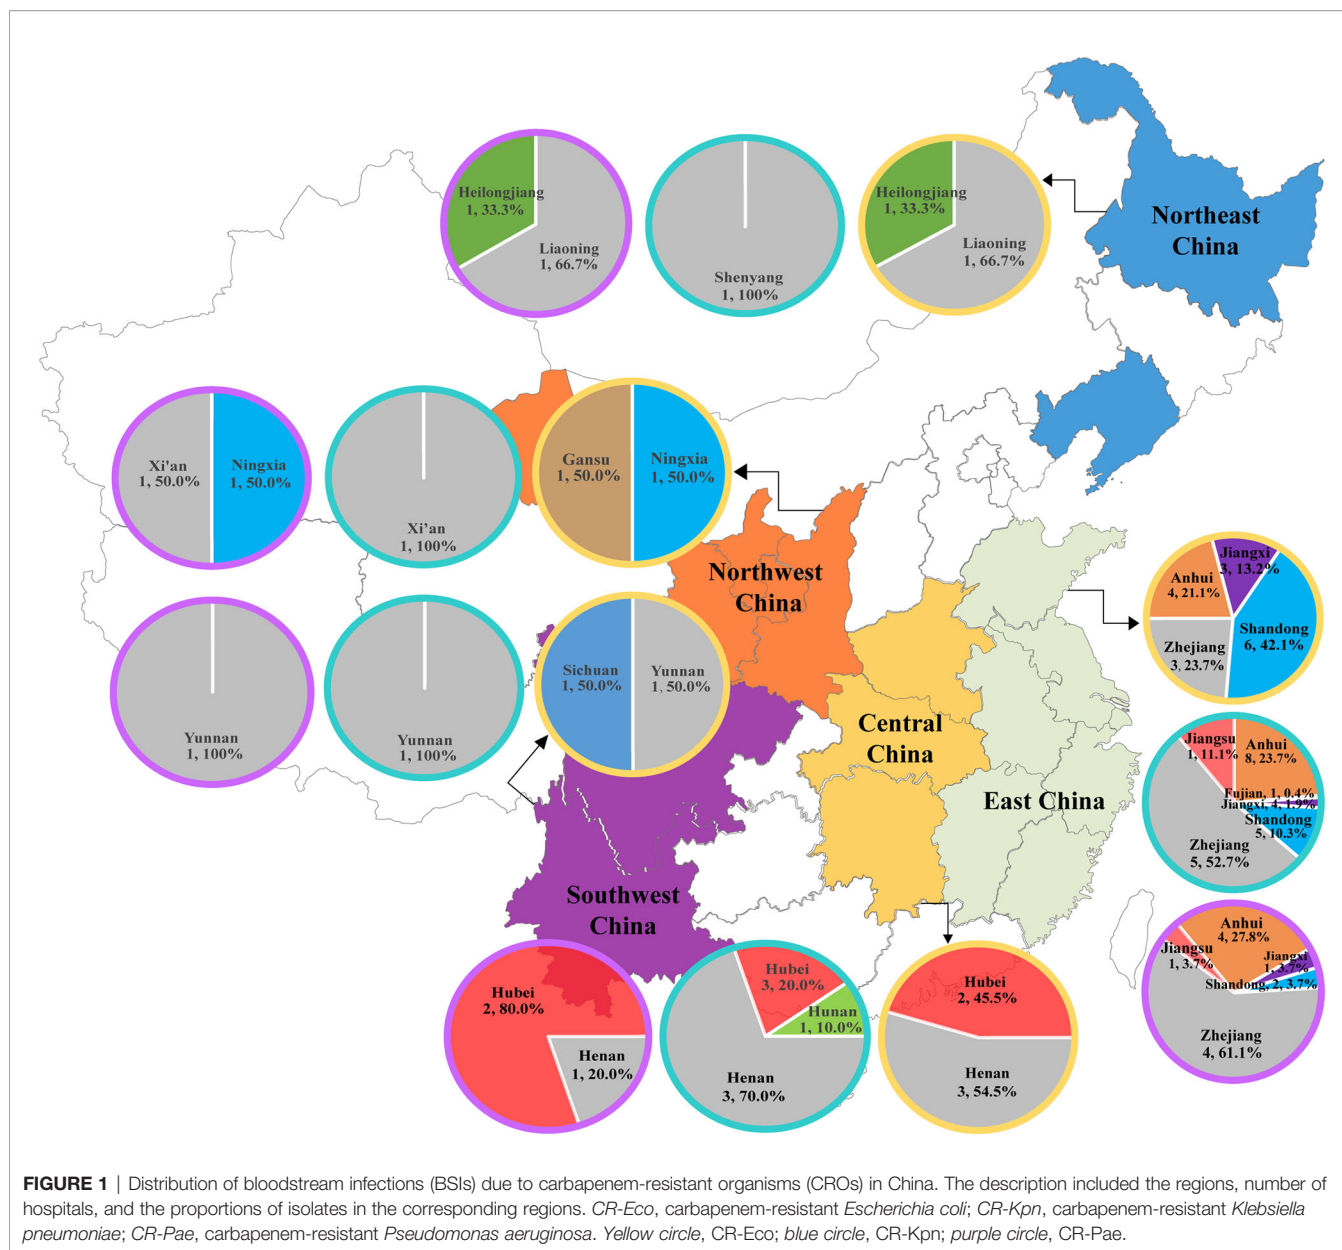 Heilongjiang
1, 33.3%
Liaoning
1, 66.7%
Shenyang
1, 100%
Heilongjiang
1, 33.3%
Liaoning
1, 66.7%
Northeast
China
Xi'an
1, 50.0%
Ningxia
1, 50.0%
Xi'an
1, 100%
Gansu
1, 50.0%
Ningxia
1, 50.0%
Northwest
China
Jiangxi
3, 13.2%
Anhui
4, 21.1%
Shandong
6, 42.1%
Zhejiang
3, 23.7%
Yunnan
1, 100%
Yunnan
1, 100%
Sichuan
1, 50.0%
Yunnan
1, 50.0%
Central
China
East China
Jiangsu
1, 11.1%
Anhui
8, 23.7%
Fujian, 1, 0.4%
Jiangxi, 4, 1.9%
Shandong
5, 10.3%
Zhejiang
5, 52.7%
Southwest
China
Anhui
4, 27.8%
Jiangsu
1, 3.7%
Jiangxi
1, 3.7%
Shandong, 2, 3.7%
Zhejiang
4, 61.1%
Hubei
2, 80.0%
Henan
1, 20.0%
Hubei
3, 20.0%
Hunan
1, 10.0%
Henan
3, 70.0%
Hubei
2, 45.5%
Henan
3, 54.5%
FIGURE 1 | Distribution of bloodstream infections (BSIs) due to carbapenem-resistant organisms (CROs) in China. The description included the regions, number of
hospitals, and the proportions of isolates in the corresponding regions. CR-Eco, carbapenem-resistant Escherichia coli; CR-Kpn, carbapenem-resistant Klebsiella
pneumoniae; CR-Pae, carbapenem-resistant Pseudomonas aeruginosa. Yellow circle, CR-Eco; blue circle, CR-Kpn; purple circle, CR-Pae.